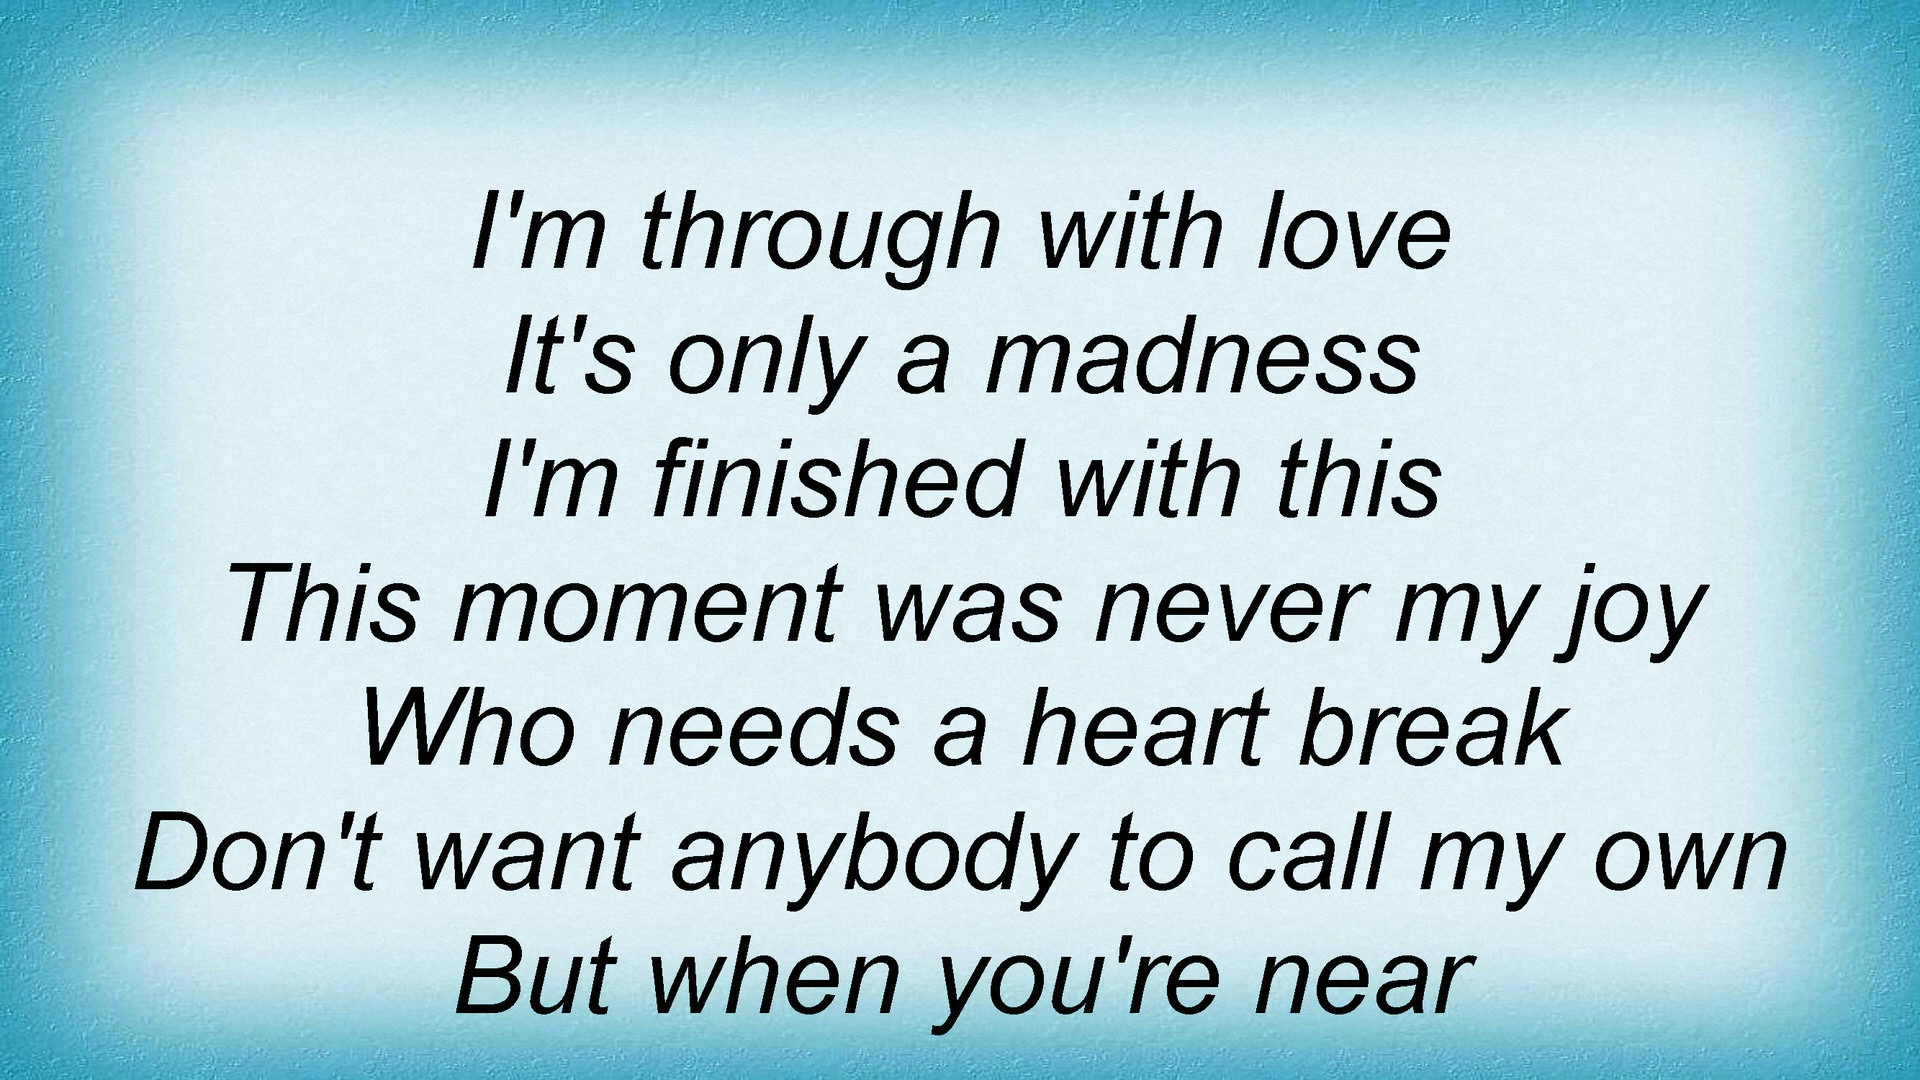 I'm through with love
It's only a madness
I'm finished with this
This moment was never my joy
Who needs a heart break
Don't want anybody to call my own
But when you're near